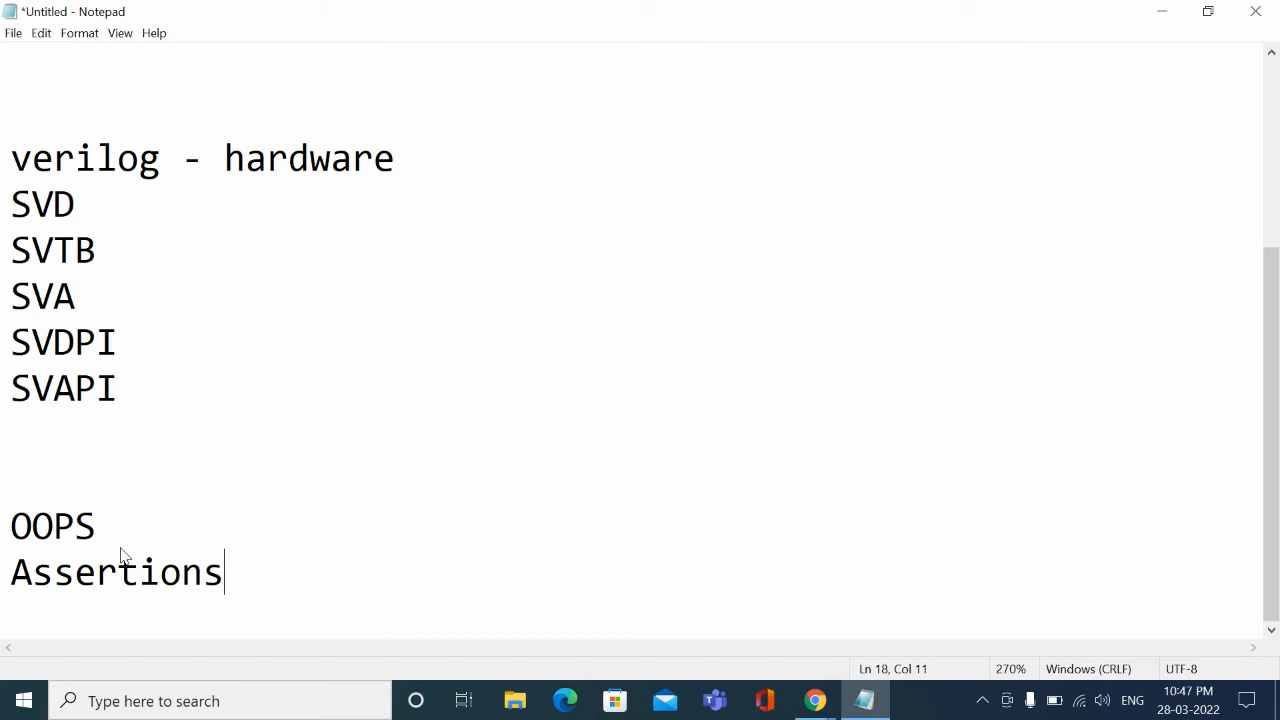 *Untitled - Notepad
File Edit Format View Help
verilog - hardware
SVD
SVTB
SVA
SVDPI
SVAPI
OOPS
Assertions
Ln 18, Col 11 270% Windows (CRLF) UTF-8
Type here to search
ENG
10:47 PM
28-03-2022